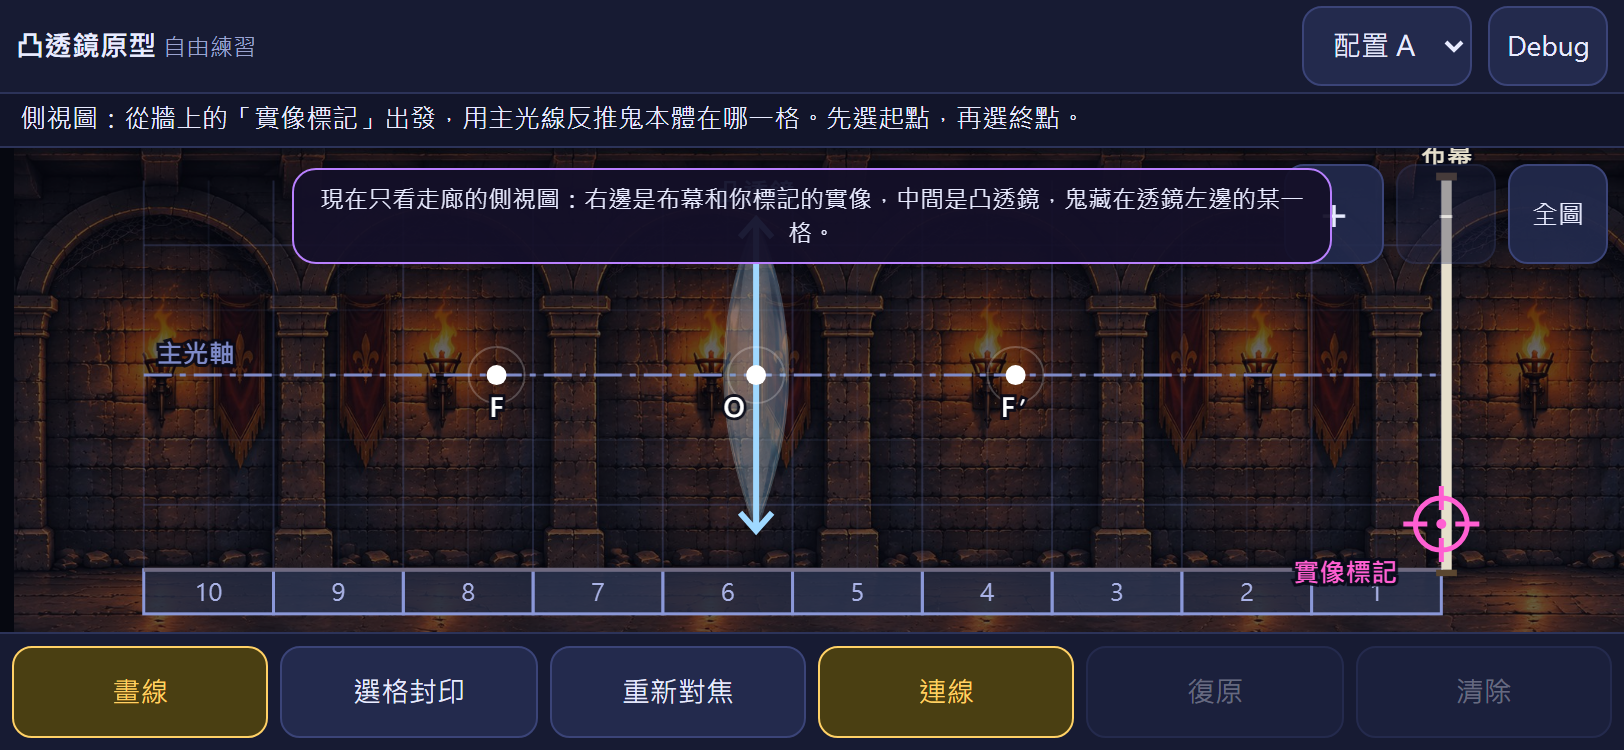 凸透鏡原型 自由練習
配置 A
Debug
側視圖：從牆上的「實像標記」出發，用主光線反推鬼本體在哪一格。先選起點，再選終點。
布幕
現在只看走廊的側視圖：右邊是布幕和你標記的實像，中間是凸透鏡，鬼藏在透鏡左邊的某一
格。
+
-
全圖
主光軸
F
O
F′
實像標記
10 9 8 7 6 5 4 3 2 1
畫線
選格封印
重新對焦
連線
復原
清除